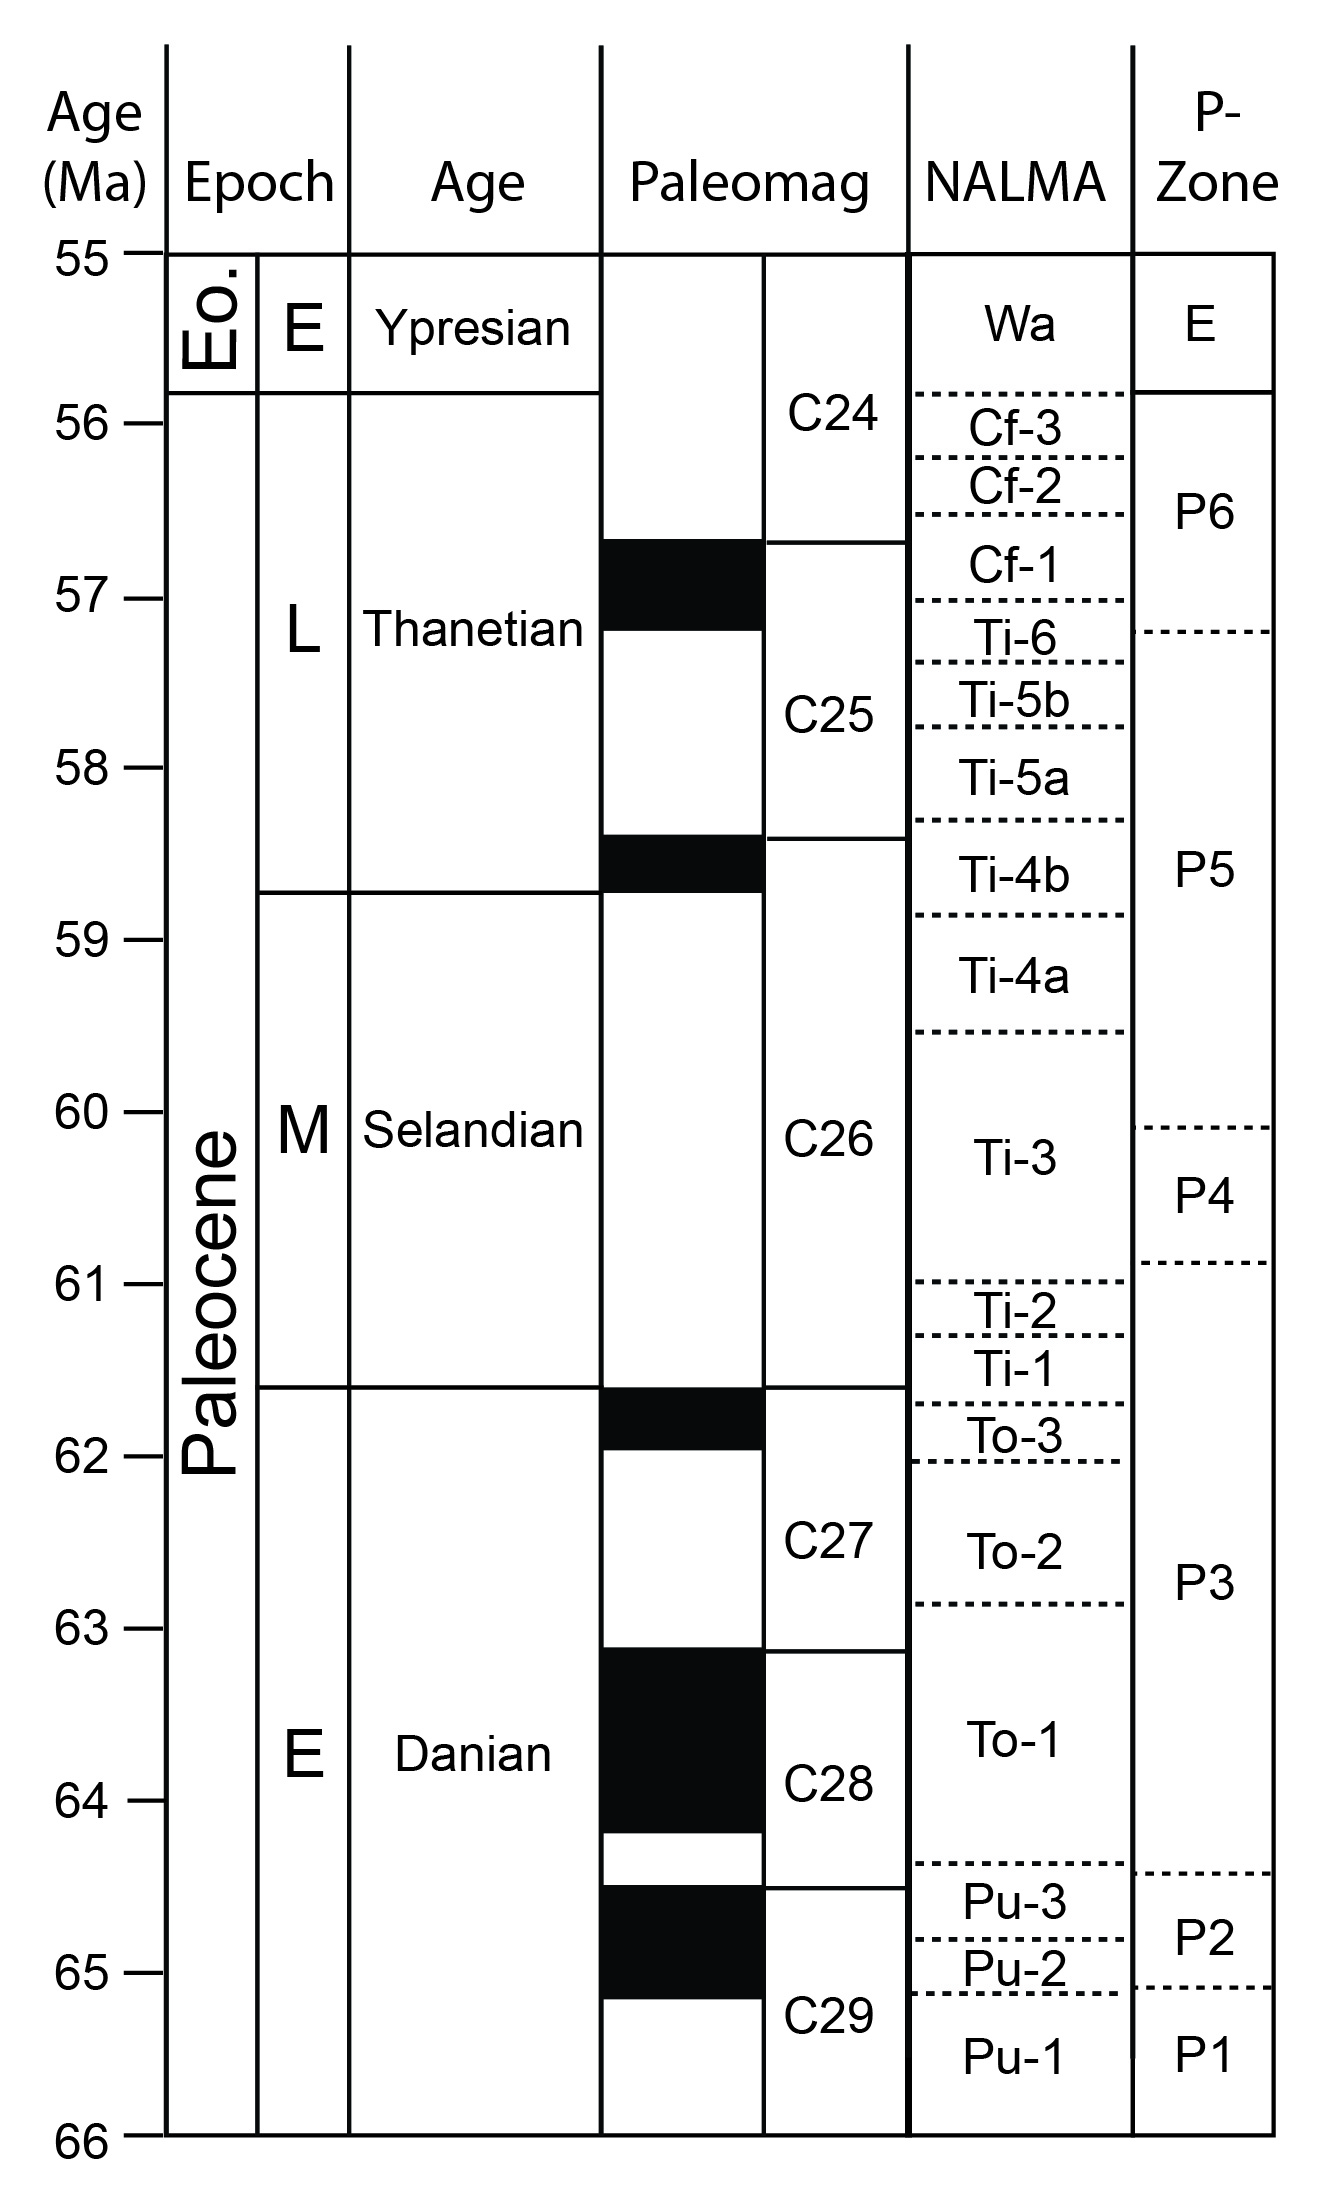 Age
(Ma)
Epoch
Age
Paleomag
NALMA
P-
Zone
55
56
57
58
59
60
61
62
63
64
65
66
Eo.
Paleocene
E
L
M
E
Ypresian
Thanetian
Selandian
Danian
C24
C25
C26
C27
C28
C29
Wa
Cf-3
Cf-2
Cf-1
Ti-6
Ti-5b
Ti-5a
Ti-4b
Ti-4a
Ti-3
Ti-2
Ti-1
To-3
To-2
To-1
Pu-3
Pu-2
Pu-1
E
P6
P5
P4
P3
P2
P1